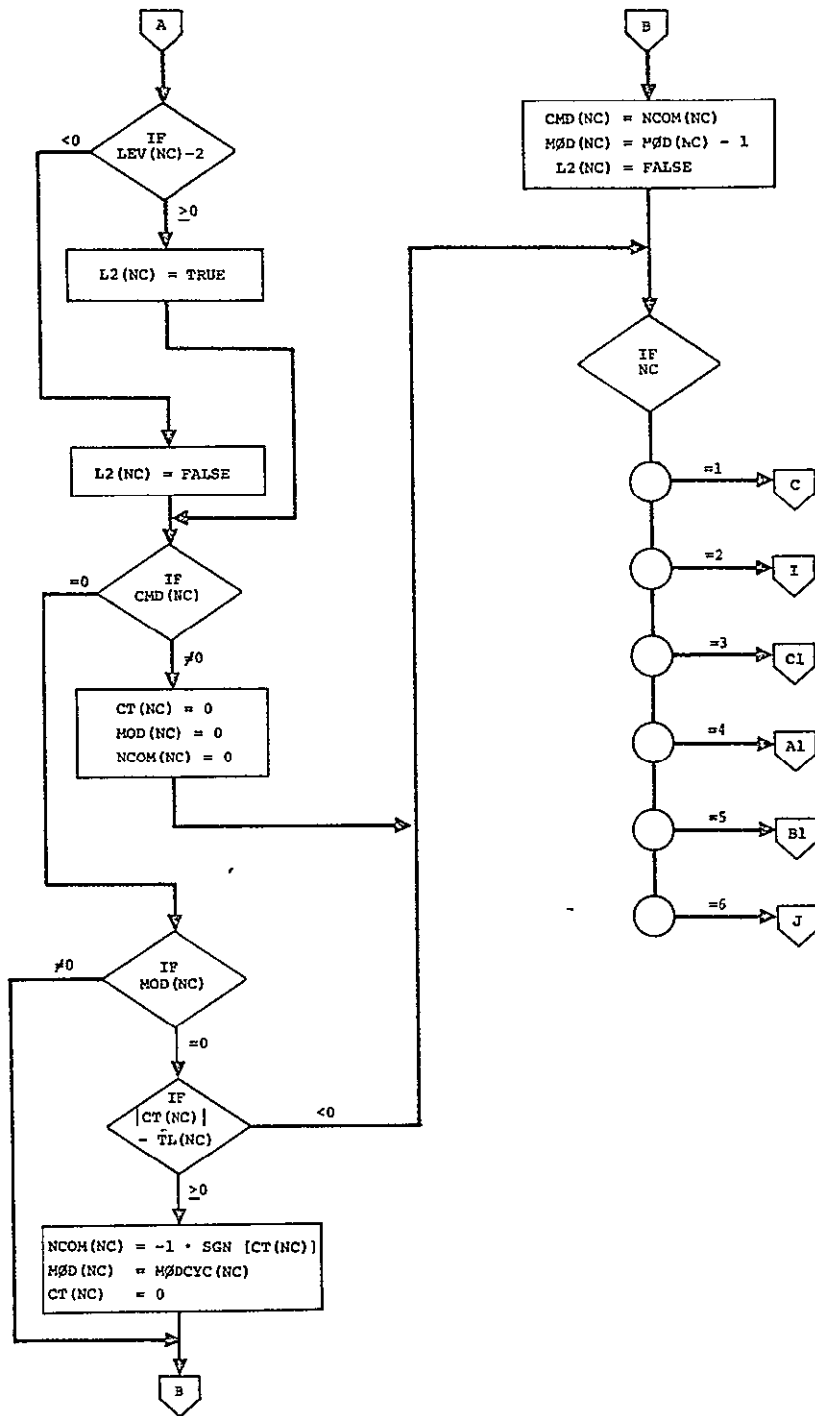 A
IF
LEV(NC)-2
<0
≥0
L2(NC) = TRUE
L2(NC) = FALSE
IF
CMD(NC)
=0
≠0
CT(NC) = 0
MOD(NC) = 0
NCOM(NC) = 0
IF
MOD(NC)
≠0
=0
IF
|CT(NC)|
- TL(NC)
<0
≥0
NCOM(NC) = -1 · SGN [CT(NC)]
MØD(NC) = MØDCYC(NC)
CT(NC) = 0
B
B
CMD(NC) = NCOM(NC)
MØD(NC) = MØD(NC) - 1
L2(NC) = FALSE
IF
NC
=1
C
=2
I
=3
C1
=4
A1
=5
B1
=6
J